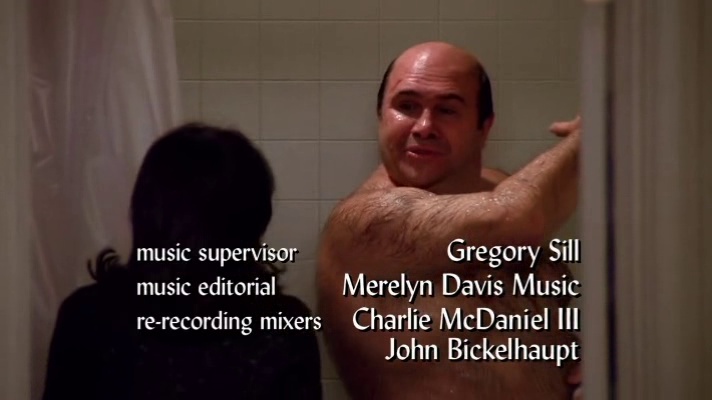 music supervisor Gregory Sill
music editorial Merelyn Davis Music
re-recording mixers Charlie McDaniel III
John Bickelhaupt